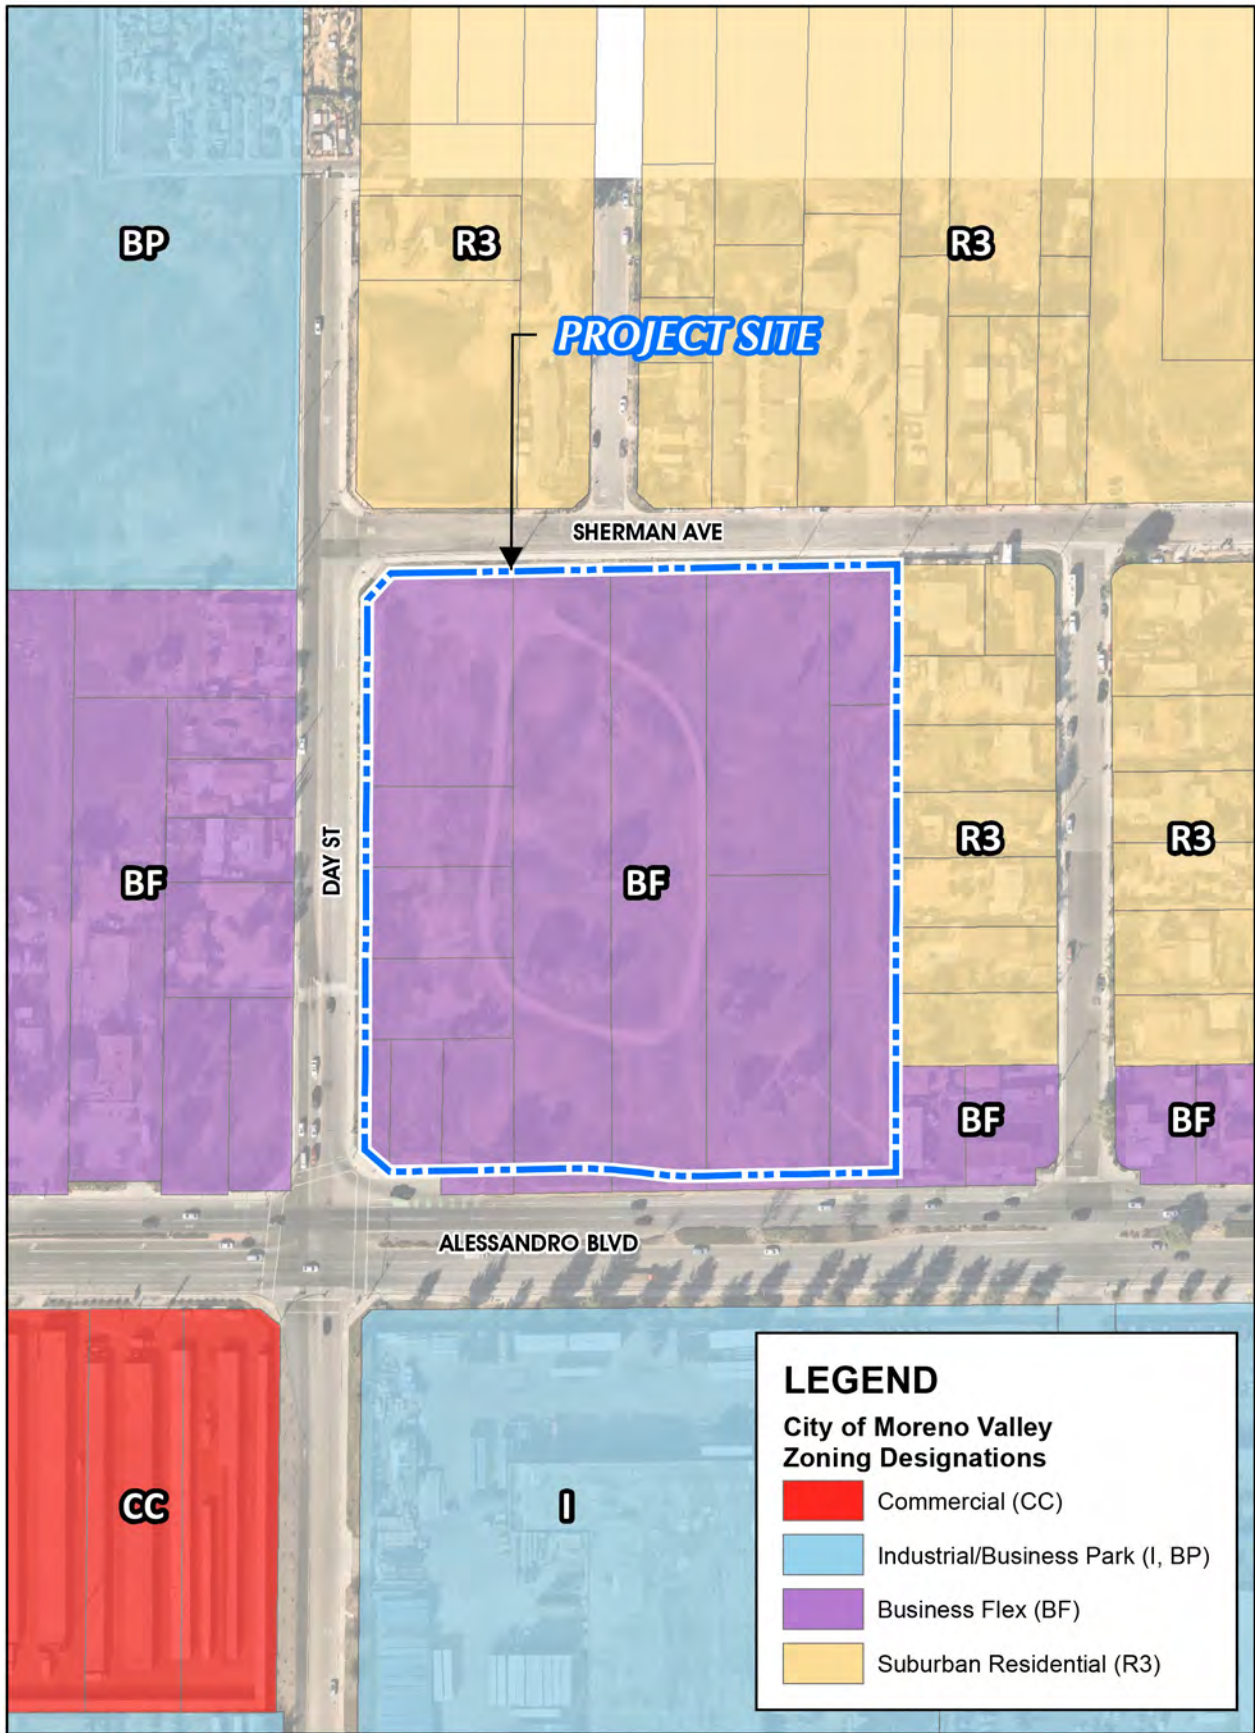 BP
R3
R3
PROJECT SITE
SHERMAN AVE
BF
DAY ST
BF
R3
R3
BF
BF
ALESSANDRO BLVD
CC
I
LEGEND
City of Moreno Valley
Zoning Designations
Commercial (CC)
Industrial/Business Park (I, BP)
Business Flex (BF)
Suburban Residential (R3)